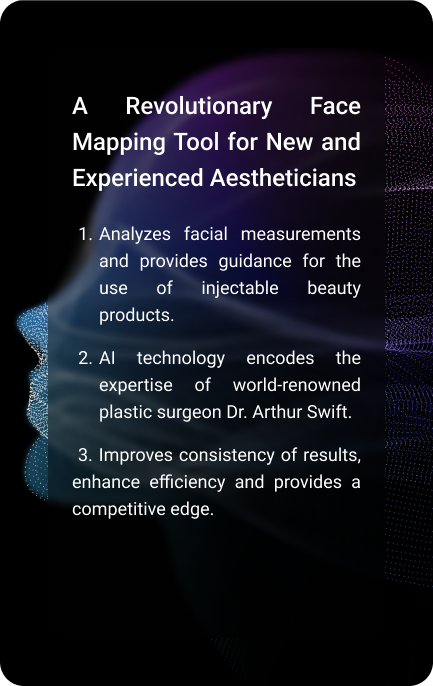 A Revolutionary Face
Mapping Tool for New and
Experienced Aestheticians
1. Analyzes facial measurements
and provides guidance for the
use of injectable beauty
products.
2. AI technology encodes the
expertise of world-renowned
plastic surgeon Dr. Arthur Swift.
3. Improves consistency of results,
enhance efficiency and provides a
competitive edge.